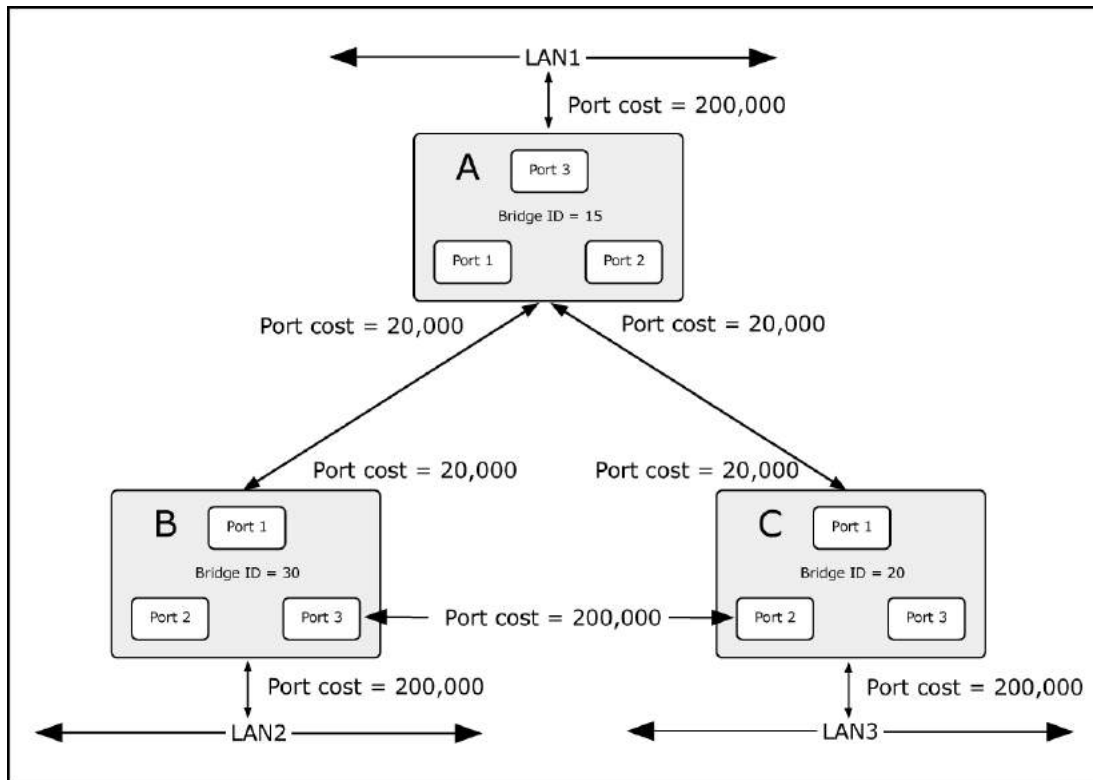 LAN1
Port cost = 200,000
A
Port 3
Bridge ID = 15
Port 1
Port 2
Port cost = 20,000
Port cost = 20,000
Port cost = 20,000
Port cost = 20,000
B
Port 1
Bridge ID = 30
Port 2
Port 3
Port cost = 200,000
C
Port 1
Bridge ID = 20
Port 2
Port 3
Port cost = 200,000
LAN2
Port cost = 200,000
LAN3